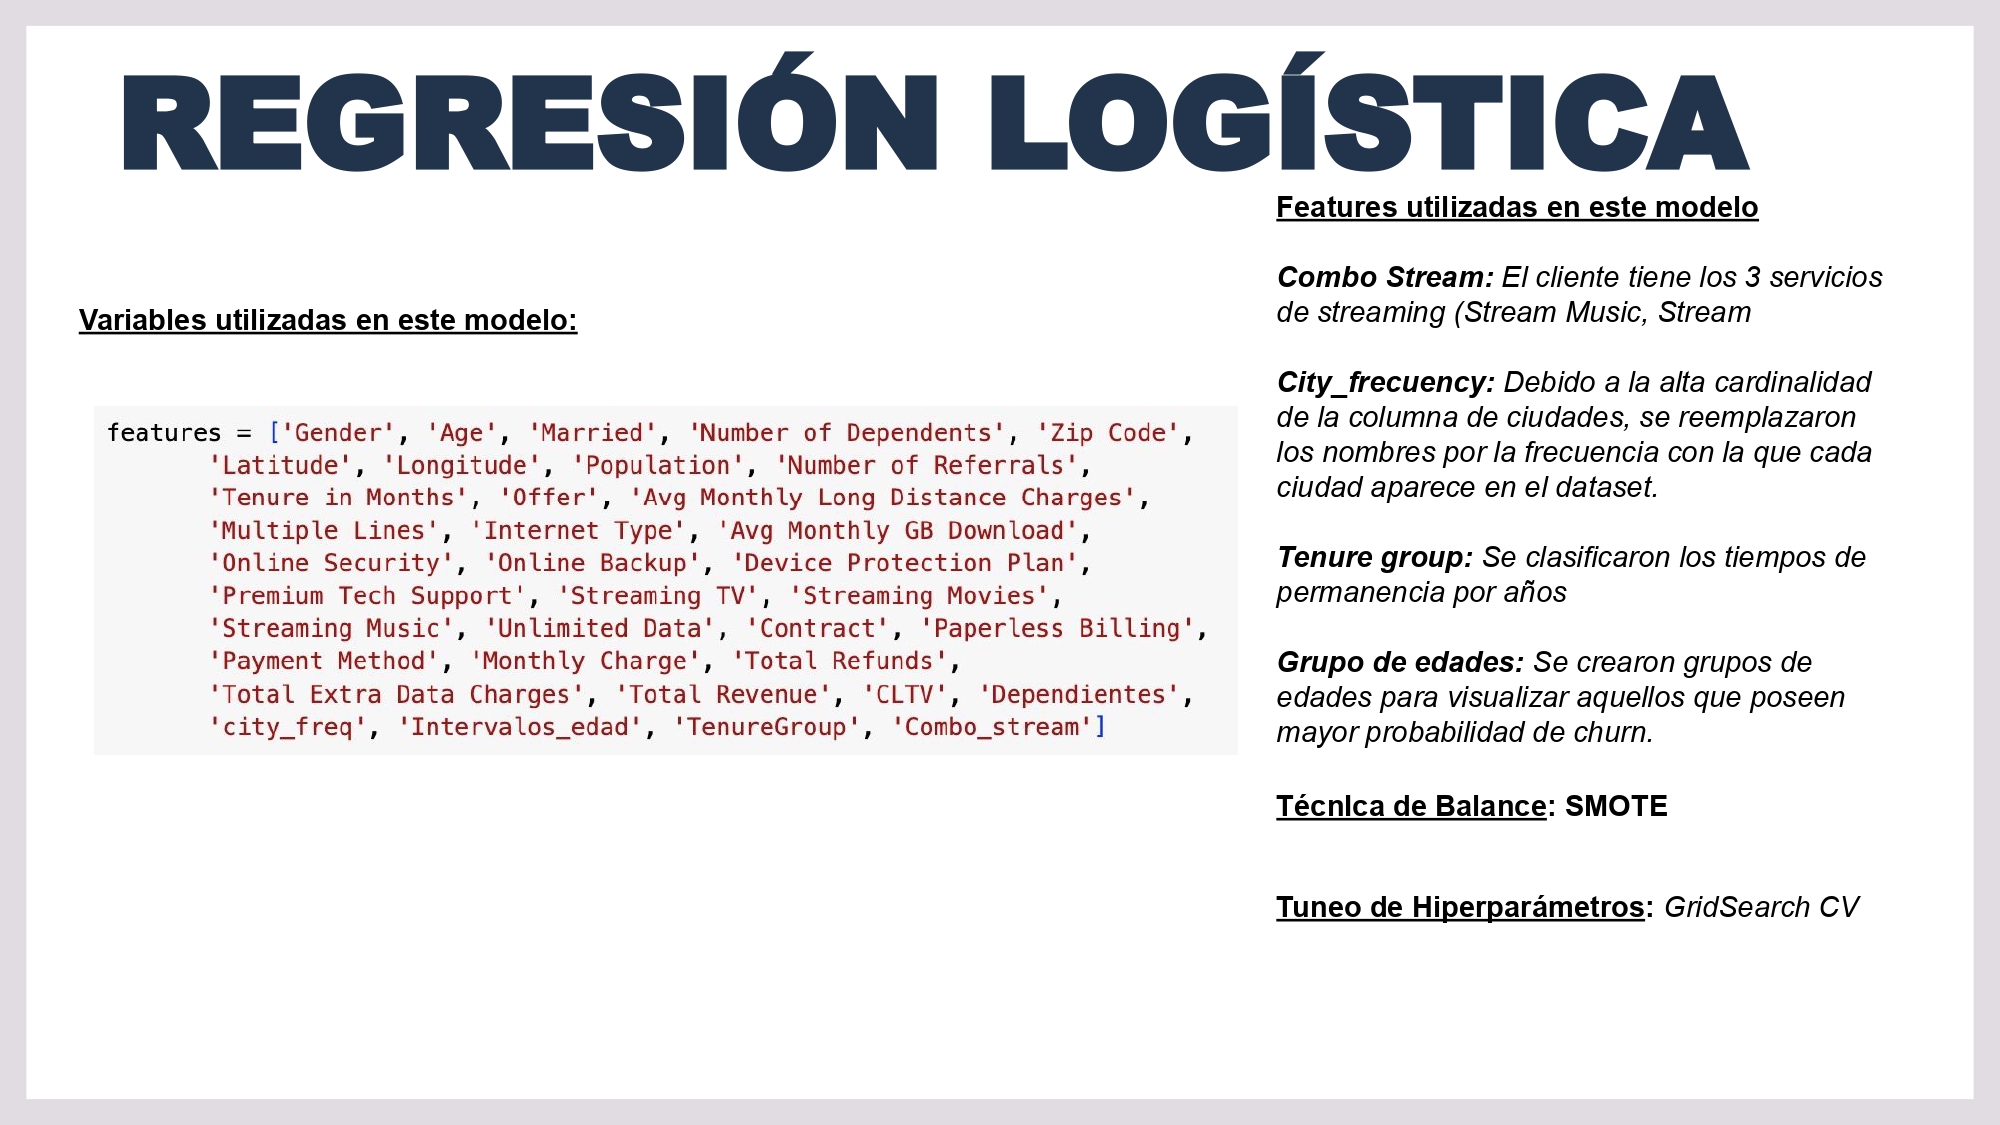 REGRESIÓN LOGÍSTICA
Variables utilizadas en este modelo:
features = ['Gender', 'Age', 'Married', 'Number of Dependents', 'Zip Code',
'Latitude', 'Longitude', 'Population', 'Number of Referrals',
'Tenure in Months', 'Offer', 'Avg Monthly Long Distance Charges',
'Multiple Lines', 'Internet Type', 'Avg Monthly GB Download',
'Online Security', 'Online Backup', 'Device Protection Plan',
'Premium Tech Support', 'Streaming TV', 'Streaming Movies',
'Streaming Music', 'Unlimited Data', 'Contract', 'Paperless Billing',
'Payment Method', 'Monthly Charge', 'Total Refunds',
'Total Extra Data Charges', 'Total Revenue', 'CLTV', 'Dependientes',
'city_freq', 'Intervalos_edad', 'TenureGroup', 'Combo_stream']
Features utilizadas en este modelo
Combo Stream: El cliente tiene los 3 servicios
de streaming (Stream Music, Stream
City_frecuency: Debido a la alta cardinalidad
de la columna de ciudades, se reemplazaron
los nombres por la frecuencia con la que cada
ciudad aparece en el dataset.
Tenure group: Se clasificaron los tiempos de
permanencia por años
Grupo de edades: Se crearon grupos de
edades para visualizar aquellos que poseen
mayor probabilidad de churn.
TécnIca de Balance: SMOTE
Tuneo de Hiperparámetros: GridSearch CV